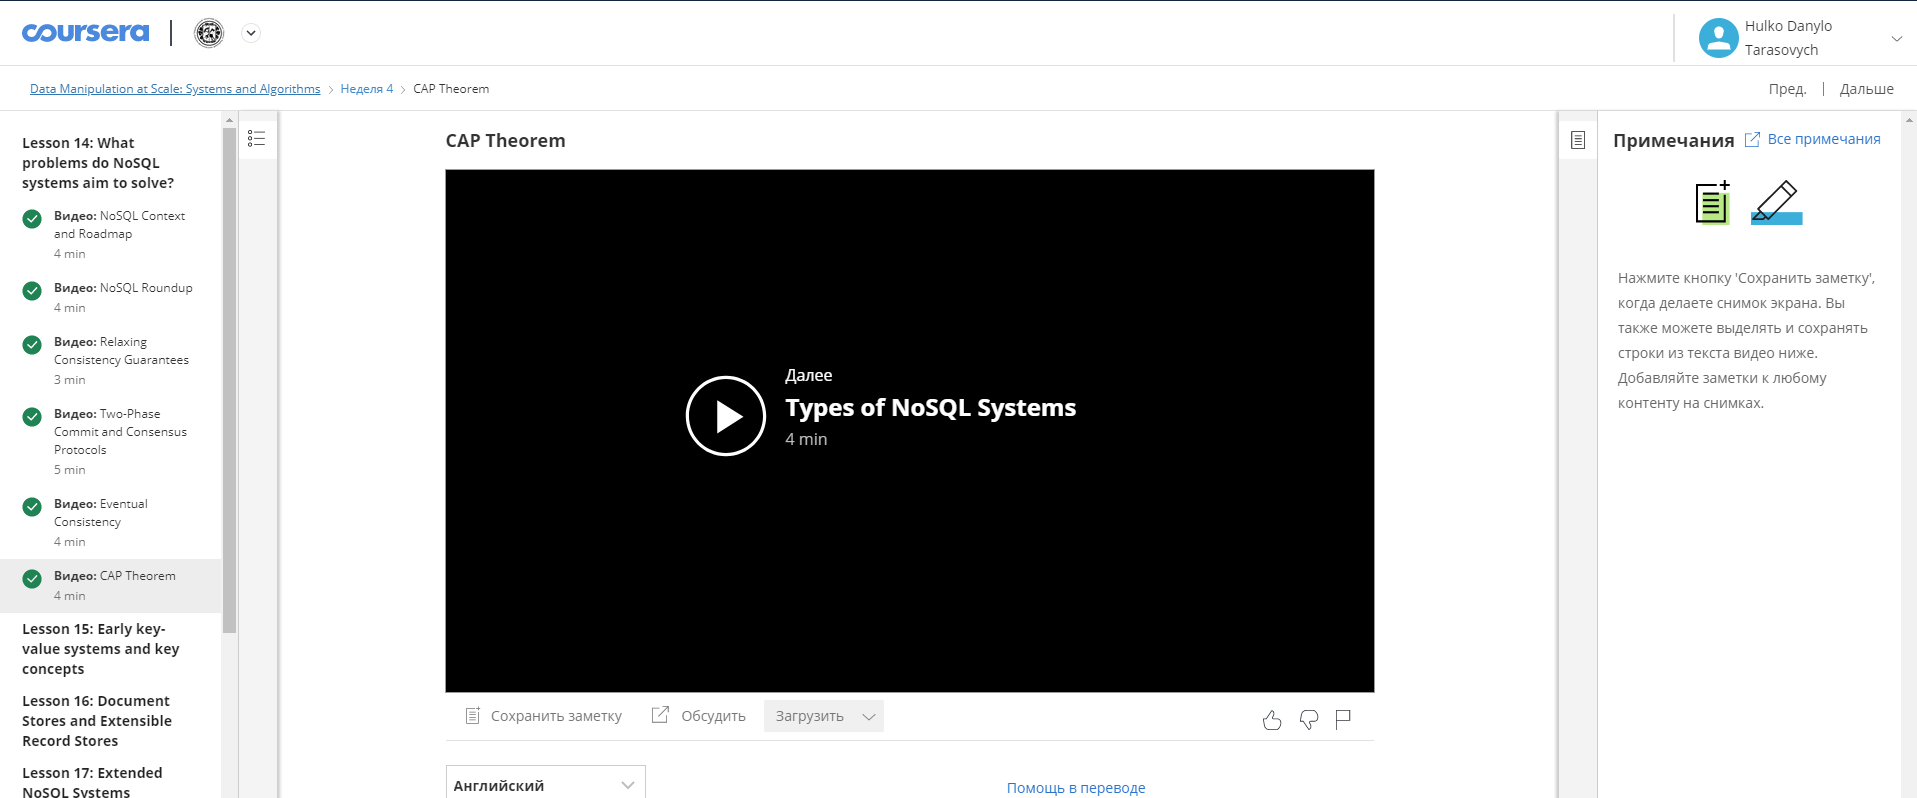 coursera
Hulko Danylo
Tarasovych
Data Manipulation at Scale: Systems and Algorithms
Неделя 4
CAP Theorem
Пред.
Дальше
Lesson 14: What
problems do NoSQL
systems aim to solve?
Видео: NoSQL Context
and Roadmap
4 min
Видео: NoSQL Roundup
4 min
Видео: Relaxing
Consistency Guarantees
3 min
Видео: Two-Phase
Commit and Consensus
Protocols
5 min
Видео: Eventual
Consistency
4 min
Видео: CAP Theorem
4 min
Lesson 15: Early key-
value systems and key
concepts
Lesson 16: Document
Stores and Extensible
Record Stores
Lesson 17: Extended
NoSQL Systems
CAP Theorem
Далее
Types of NoSQL Systems
4 min
Сохранить заметку
Обсудить
Загрузить
Английский
Помощь в переводе
Примечания
Все примечания
Нажмите кнопку 'Сохранить заметку',
когда делаете снимок экрана. Вы
также можете выделять и сохранять
строки из текста видео ниже.
Добавляйте заметки к любому
контенту на снимках.